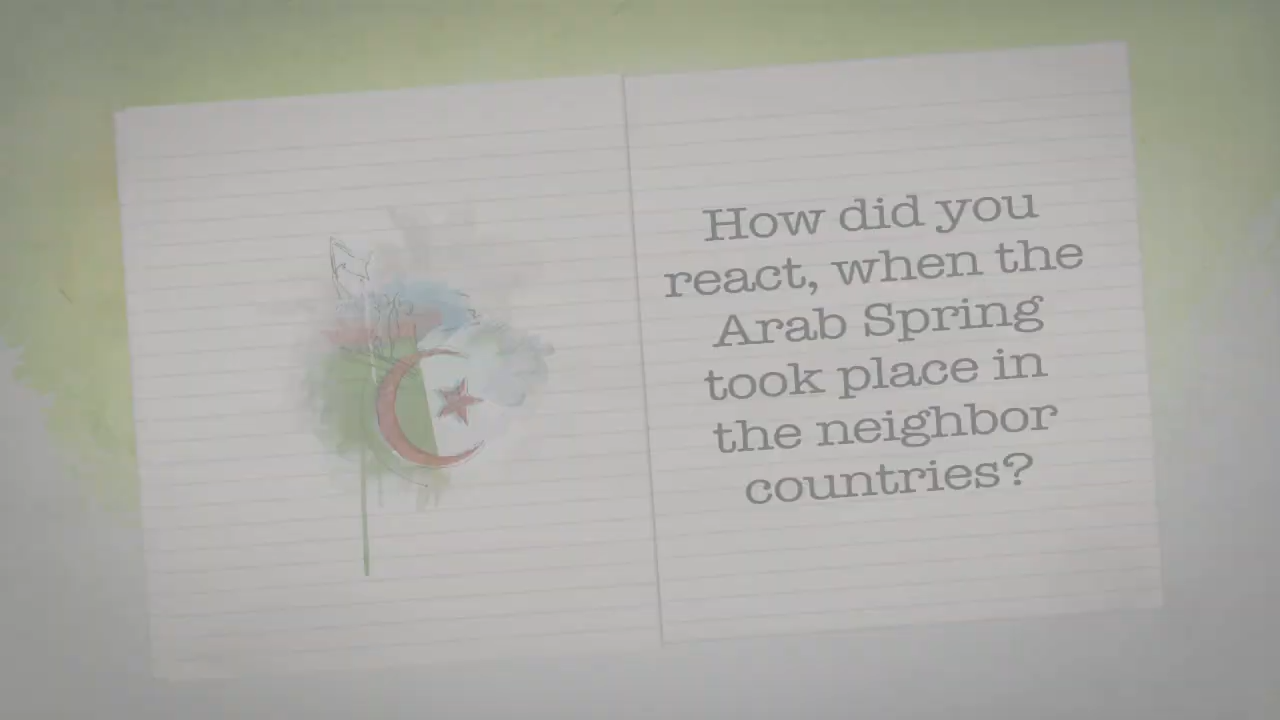 How did you
react, when the
Arab Spring
took place in
the neighbor
countries?